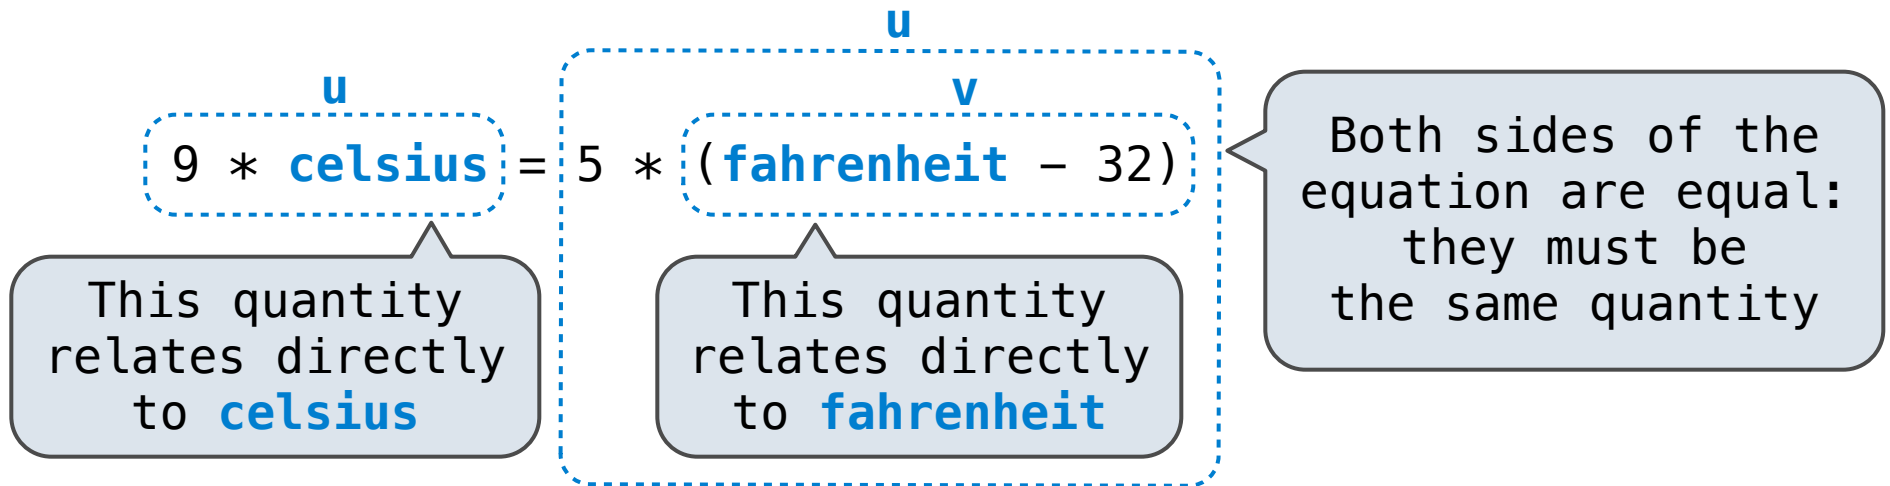 u
u
v
9 * celsius = 5 * (fahrenheit − 32)
This quantity
relates directly
to celsius
This quantity
relates directly
to fahrenheit
Both sides of the
equation are equal:
they must be
the same quantity